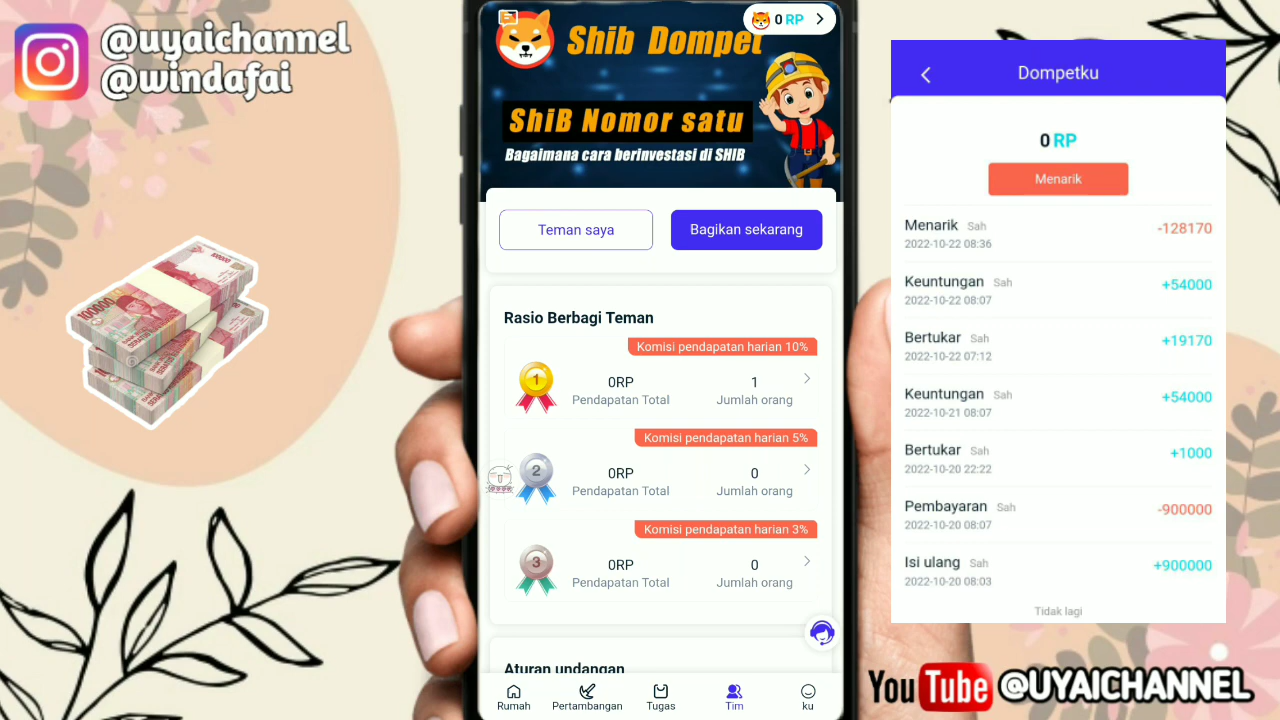 @uyaichannel
@windafai
100000
0 RP
Shib Dompet
ShiB Nomor satu
Bagaimana cara berinvestasi di SHIB
Teman saya
Bagikan sekarang
Rasio Berbagi Teman
Komisi pendapatan harian 10%
1
0RP
1
Pendapatan Total
Jumlah orang
Komisi pendapatan harian 5%
2
0RP
0
Pendapatan Total
Jumlah orang
Komisi pendapatan harian 3%
3
0RP
0
Pendapatan Total
Jumlah orang
Aturan undangan
Rumah
Pertambangan
Tugas
Tim
ku
Dompetku
0 RP
Menarik
Menarik Sah
-128170
2022-10-22 08:36
Keuntungan Sah
+54000
2022-10-22 08:07
Bertukar Sah
+19170
2022-10-22 07:12
Keuntungan Sah
+54000
2022-10-21 08:07
Bertukar Sah
+1000
2022-10-20 22:22
Pembayaran Sah
-900000
2022-10-20 08:07
Isi ulang Sah
+900000
2022-10-20 08:03
Tidak lagi
YouTube @UYAICHANNEL